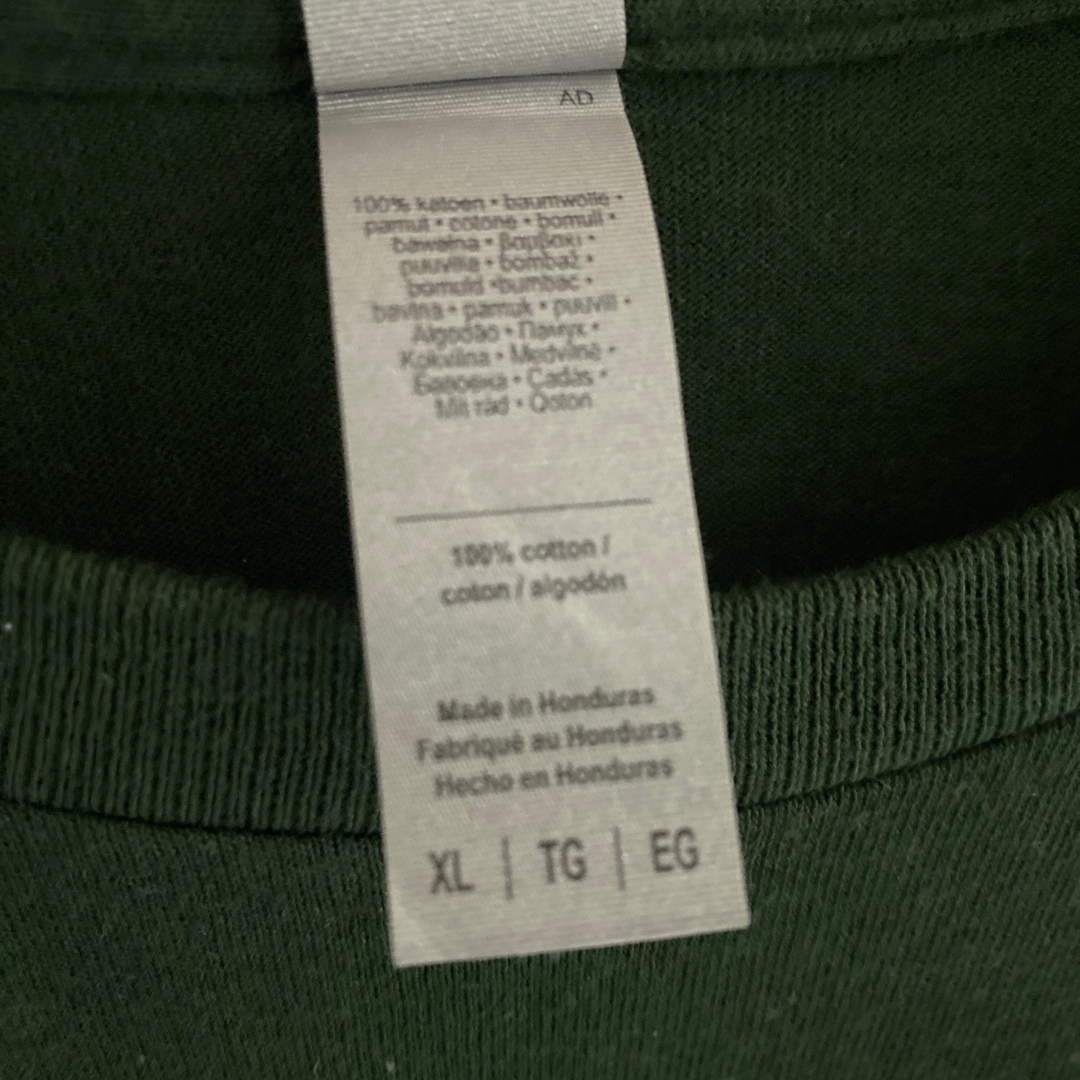 AD
100% katoen • baumwolle •
pamut • cotone • bomull •
bawełna • βαμβακι •
puuvilla • bombaž •
bomuld •bumbac •
bavlna • pamuk • puuvill •
Algodão • Памук •
Kokvilna • Medvilnė •
Бавовна • Cadás •
Mit rad • Qoton
100% cotton /
coton / algodón
Made in Honduras
Fabriqué au Honduras
Hecho en Honduras
XL | TG | EG